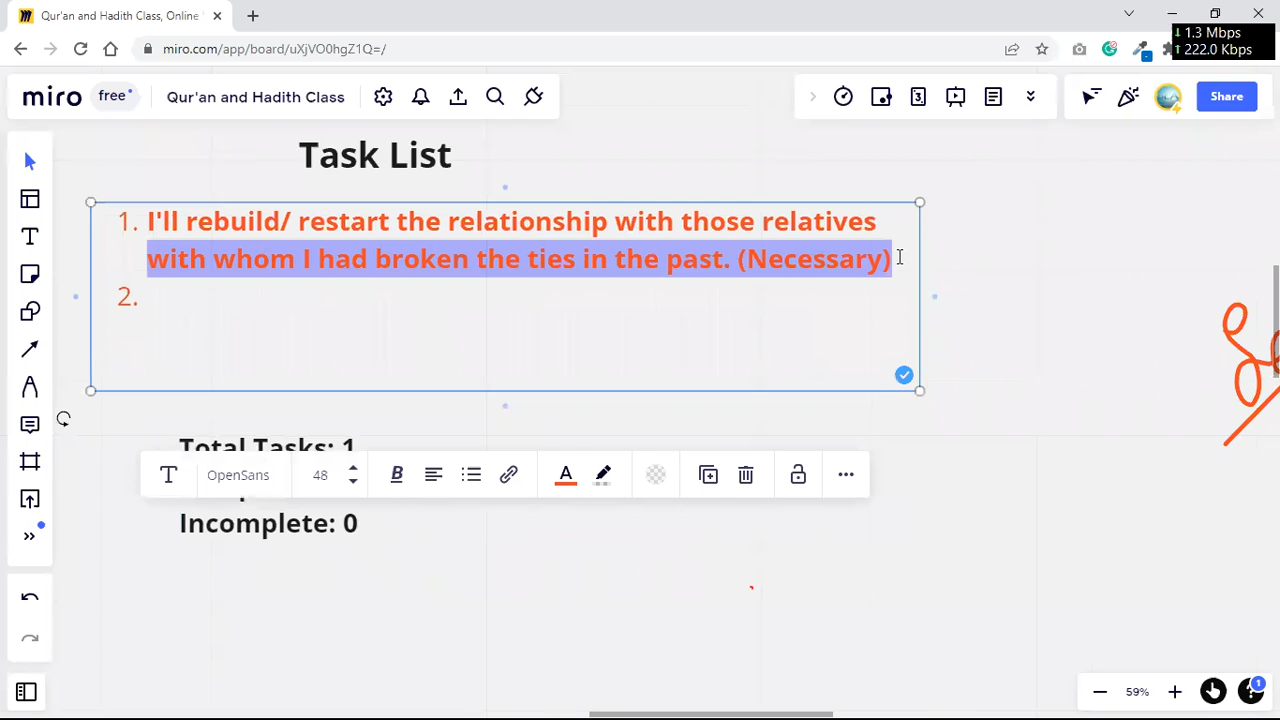 Qur'an and Hadith Class, Online
1.3 Mbps
222.0 Kbps
miro.com/app/board/uXjVO0hgZ1Q=/
miro free Qur'an and Hadith Class
Share
Task List
1. I'll rebuild/ restart the relationship with those relatives
with whom I had broken the ties in the past. (Necessary)
2.
Total Tasks: 1
OpenSans 48 B A
Incomplete: 0
59%
1